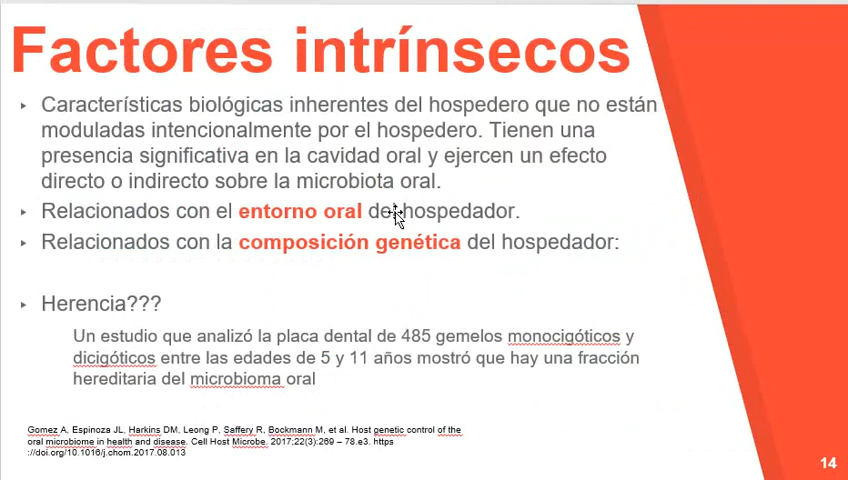 Factores intrínsecos
Características biológicas inherentes del hospedero que no están
moduladas intencionalmente por el hospedero. Tienen una
presencia significativa en la cavidad oral y ejercen un efecto
directo o indirecto sobre la microbiota oral.
Relacionados con el entorno oral del hospedador.
Relacionados con la composición genética del hospedador:
Herencia???
Un estudio que analizó la placa dental de 485 gemelos monocigóticos y
dicigóticos entre las edades de 5 y 11 años mostró que hay una fracción
hereditaria del microbioma oral
Gomez A, Espinoza JL, Harkins DM, Leong P, Saffery R, Bockmann M, et al. Host genetic control of the
oral microbiome in health and disease. Cell Host Microbe. 2017;22(3):269 – 78.e3. https
://doi.org/10.1016/j.chom.2017.08.013
14